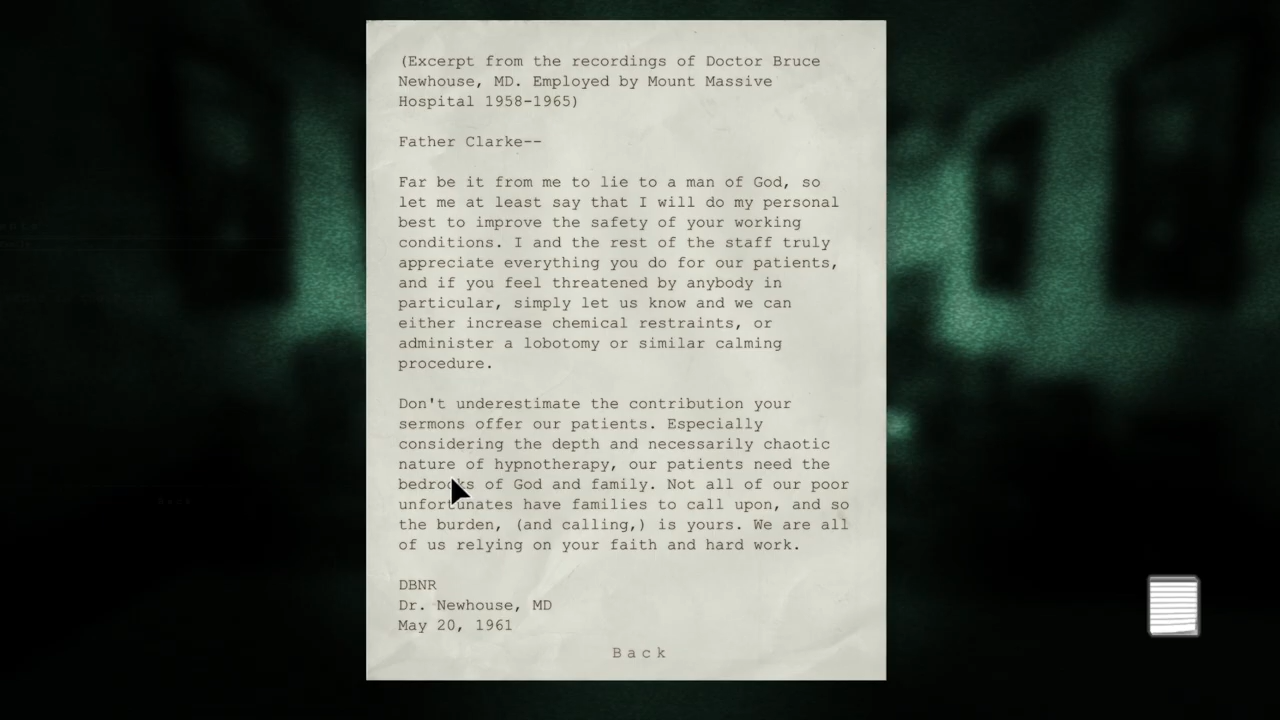 (Excerpt from the recordings of Doctor Bruce
Newhouse, MD. Employed by Mount Massive
Hospital 1958-1965)
Father Clarke--
Far be it from me to lie to a man of God, so
let me at least say that I will do my personal
best to improve the safety of your working
conditions. I and the rest of the staff truly
appreciate everything you do for our patients,
and if you feel threatened by anybody in
particular, simply let us know and we can
either increase chemical restraints, or
administer a lobotomy or similar calming
procedure.
Don't underestimate the contribution your
sermons offer our patients. Especially
considering the depth and necessarily chaotic
nature of hypnotherapy, our patients need the
bedrocks of God and family. Not all of our poor
unfortunates have families to call upon, and so
the burden, (and calling,) is yours. We are all
of us relying on your faith and hard work.
DBNR
Dr. Newhouse, MD
May 20, 1961
Back